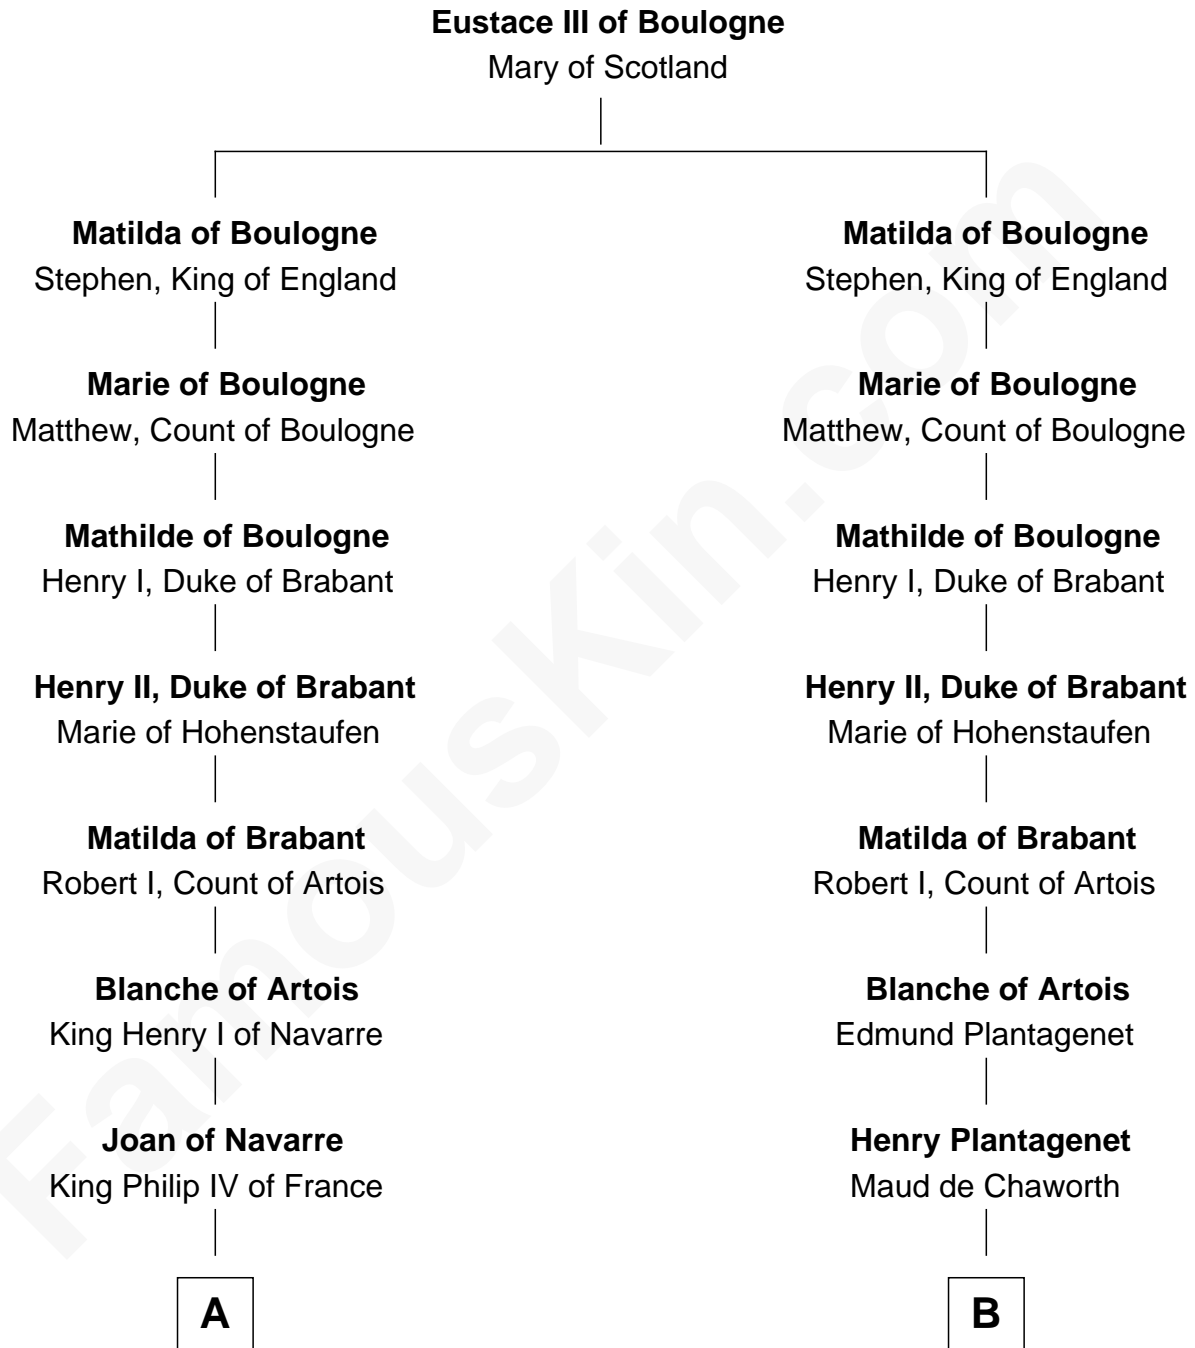 Eustace III of Boulogne
Mary of Scotland
Matilda of Boulogne
Stephen, King of England
Marie of Boulogne
Matthew, Count of Boulogne
Mathilde of Boulogne
Henry I, Duke of Brabant
Henry II, Duke of Brabant
Marie of Hohenstaufen
Matilda of Brabant
Robert I, Count of Artois
Blanche of Artois
King Henry I of Navarre
Joan of Navarre
King Philip IV of France
A
Matilda of Boulogne
Stephen, King of England
Marie of Boulogne
Matthew, Count of Boulogne
Mathilde of Boulogne
Henry I, Duke of Brabant
Henry II, Duke of Brabant
Marie of Hohenstaufen
Matilda of Brabant
Robert I, Count of Artois
Blanche of Artois
Edmund Plantagenet
Henry Plantagenet
Maud de Chaworth
B
FamousKin.com